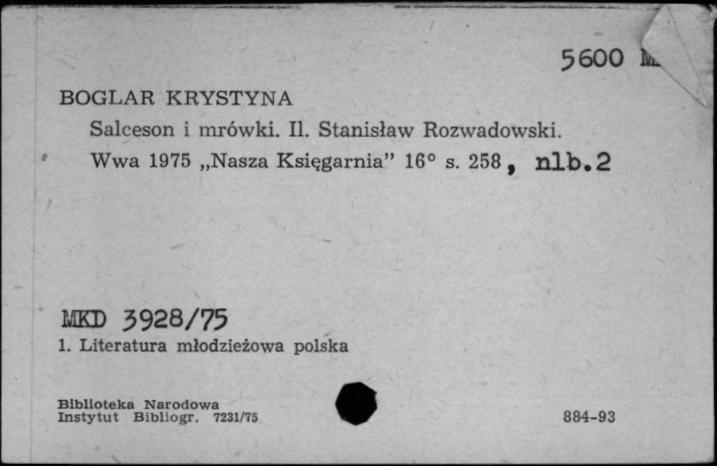 5600
BOGLAR KRYSTYNA
Salceson i mrówki. Il. Stanisław Rozwadowski.
Wwa 1975 „Nasza Księgarnia” 16° s. 258, nlb.2
MKD 3928/75
1. Literatura młodzieżowa polska
Biblioteka Narodowa
Instytut Bibliogr. 7231/75
884-93